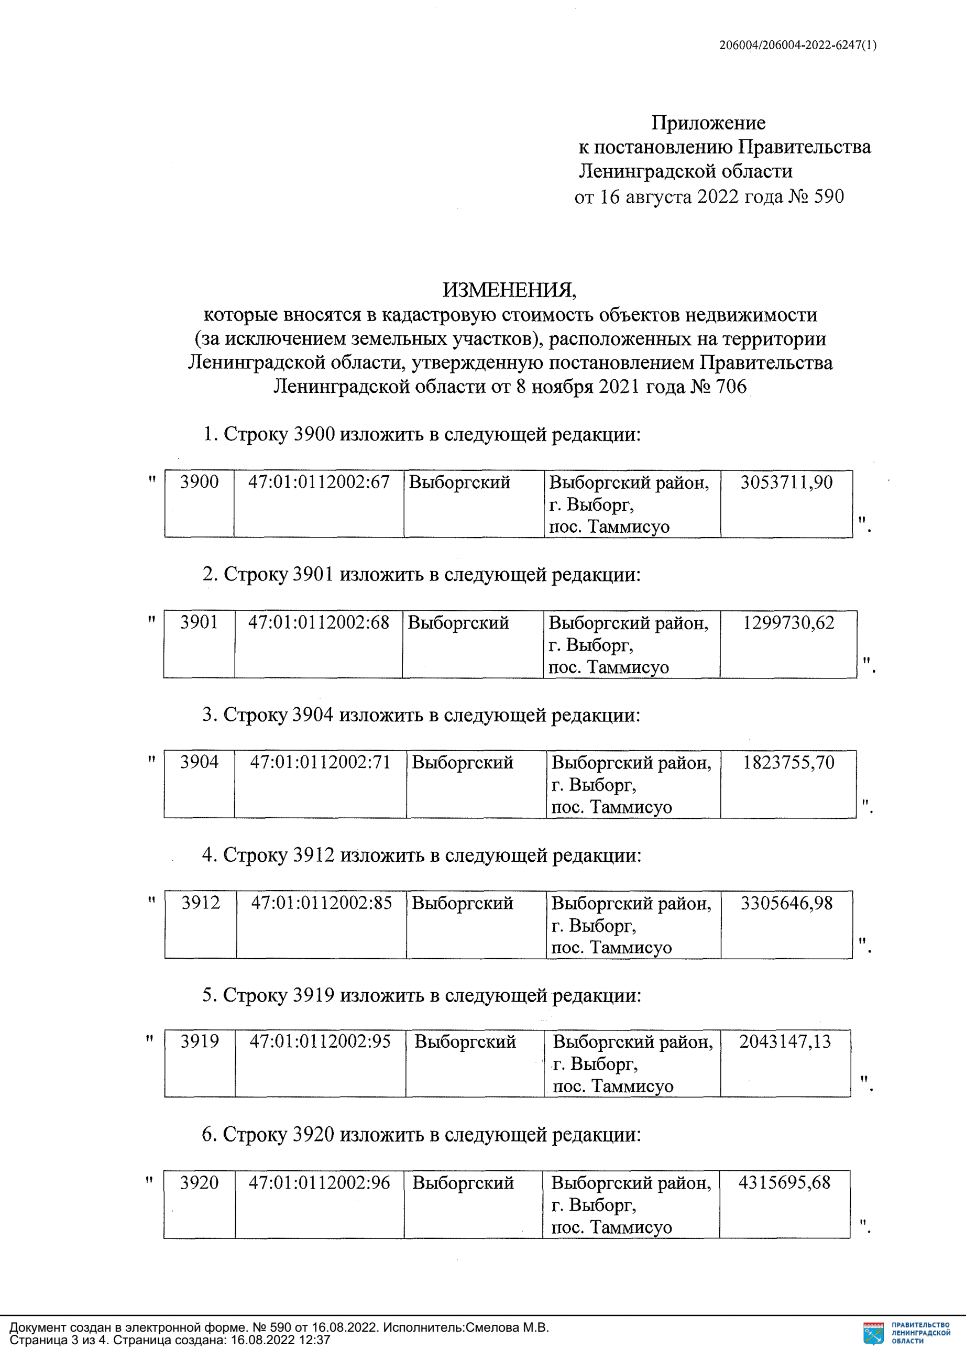 206004/206004-2022-6247(1)
Приложение
к постановлению Правительства
Ленинградской области
от 16 августа 2022 года № 590
ИЗМЕНЕНИЯ,
которые вносятся в кадастровую стоимость объектов недвижимости
(за исключением земельных участков), расположенных на территории
Ленинградской области, утвержденную постановлением Правительства
Ленинградской области от 8 ноября 2021 года № 706
1. Строку 3900 изложить в следующей редакции:
" 3900 47:01:0112002:67 Выборгский Выборгский район, 3053711,90
г. Выборг,
пос. Таммисуо ".
2. Строку 3901 изложить в следующей редакции:
" 3901 47:01:0112002:68 Выборгский Выборгский район, 1299730,62
г. Выборг,
пос. Таммисуо ".
3. Строку 3904 изложить в следующей редакции:
" 3904 47:01:0112002:71 Выборгский Выборгский район, 1823755,70
г. Выборг,
пос. Таммисуо ".
4. Строку 3912 изложить в следующей редакции:
" 3912 47:01:0112002:85 Выборгский Выборгский район, 3305646,98
г. Выборг,
пос. Таммисуо ".
5. Строку 3919 изложить в следующей редакции:
" 3919 47:01:0112002:95 Выборгский Выборгский район, 2043147,13
г. Выборг,
пос. Таммисуо ".
6. Строку 3920 изложить в следующей редакции:
" 3920 47:01:0112002:96 Выборгский Выборгский район, 4315695,68
г. Выборг,
пос. Таммисуо ".
Документ создан в электронной форме. № 590 от 16.08.2022. Исполнитель:Смелова М.В.
Страница 3 из 4. Страница создана: 16.08.2022 12:37
ПРАВИТЕЛЬСТВО
ЛЕНИНГРАДСКОЙ
ОБЛАСТИ